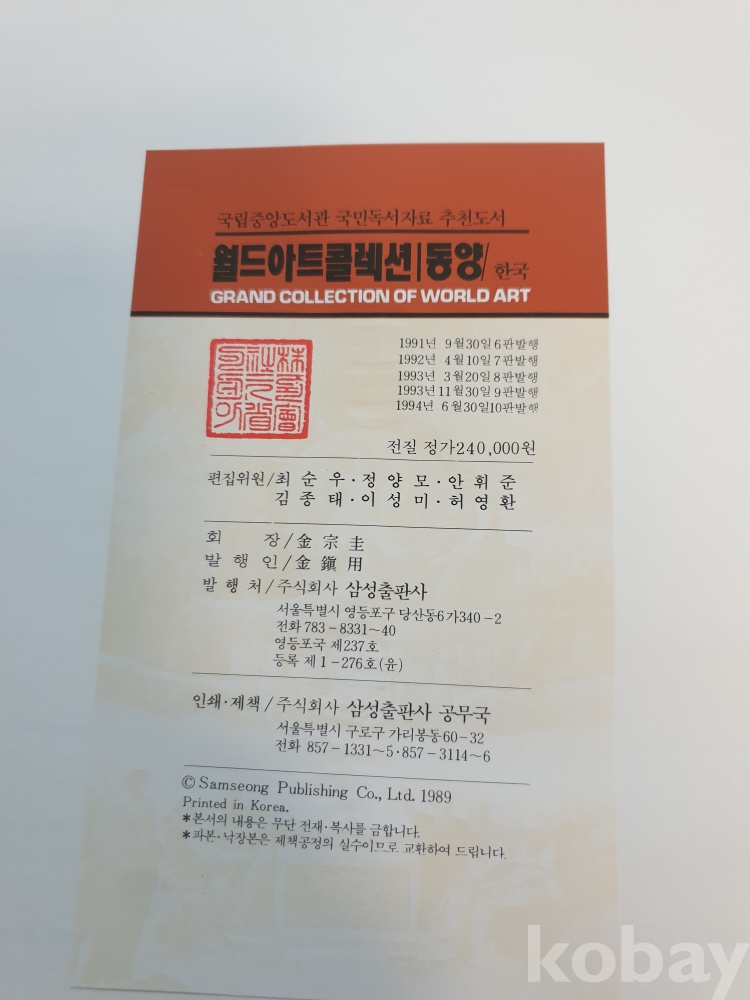 국립중앙도서관 국민독서자료 추천도서
월드아트콜렉션|동양/한국
GRAND COLLECTION OF WORLD ART
1991년 9월30일6판발행
1992년 4월10일7판발행
1993년 3월20일8판발행
1993년11월30일9판발행
1994년 6월30일10판발행
전질 정가240,000원
편집위원/최순우·정양모·안휘준
김종태·이성미·허영환
회 장/金宗圭
발행인/金鎭用
발행처/주식회사 삼성출판사
서울특별시 영등포구 당산동6가340-2
전화 783-8331~40
영등포국 제237호
등록 제1-276호(윤)
인쇄·제책/주식회사 삼성출판사 공무국
서울특별시 구로구 가리봉동60-32
전화 857-1331~5·857-3114~6
© Samseong Publishing Co., Ltd. 1989
Printed in Korea.
*본서의 내용은 무단 전재·복사를 금합니다.
*파본·낙장본은 제책공정의 실수이므로 교환하여 드립니다.
kobay